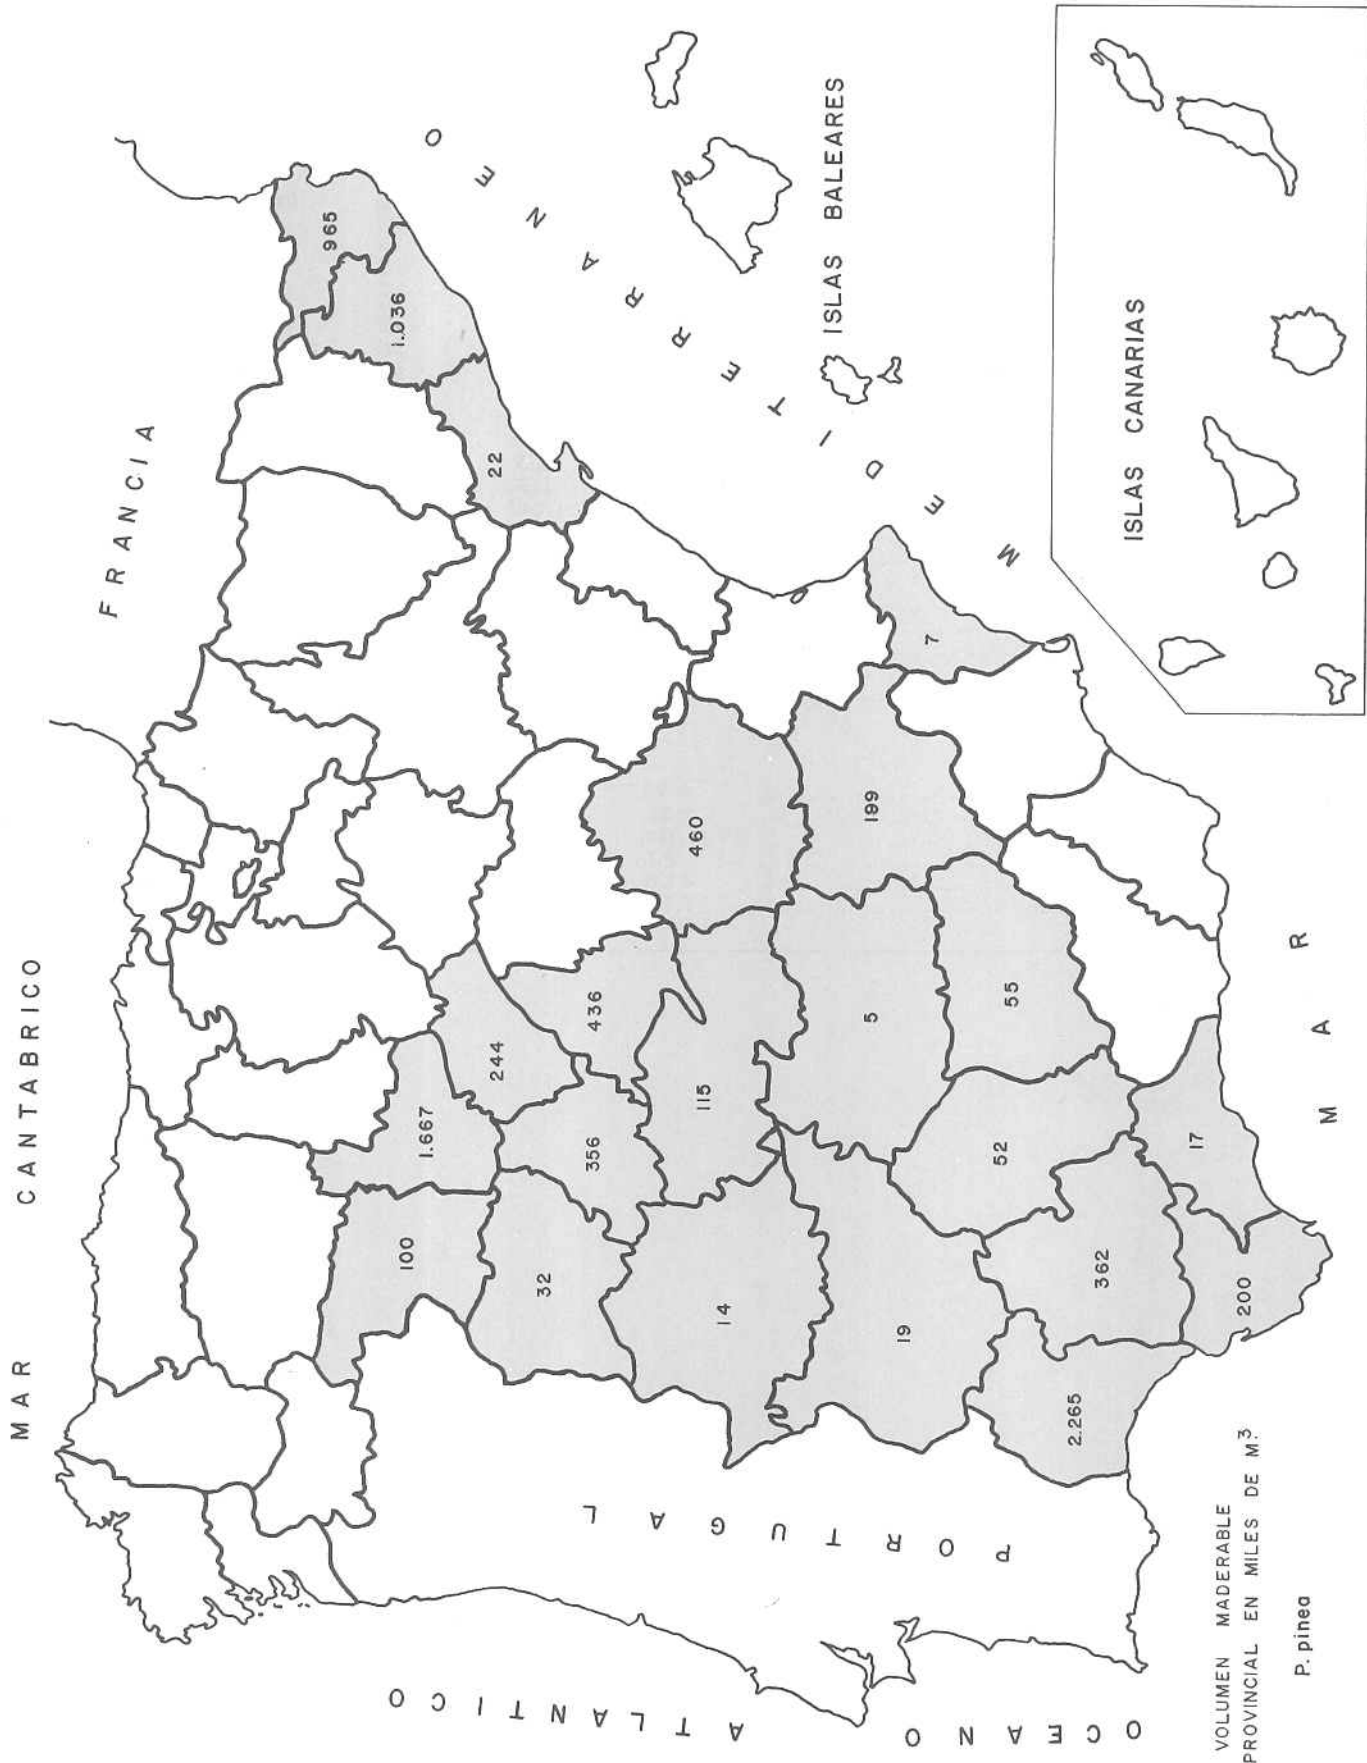 MAR CANTABRICO
FRANCIA
965
1.036
22
1.667
100
244
436
356
32
460
115
14
7
199
5
19
55
52
362
2.265
17
200
PORTUGAL
OCEANO ATLANTICO
MAR MEDITERRANEO
ISLAS BALEARES
ISLAS CANARIAS
VOLUMEN MADERABLE
PROVINCIAL EN MILES DE M.³
P. pinea